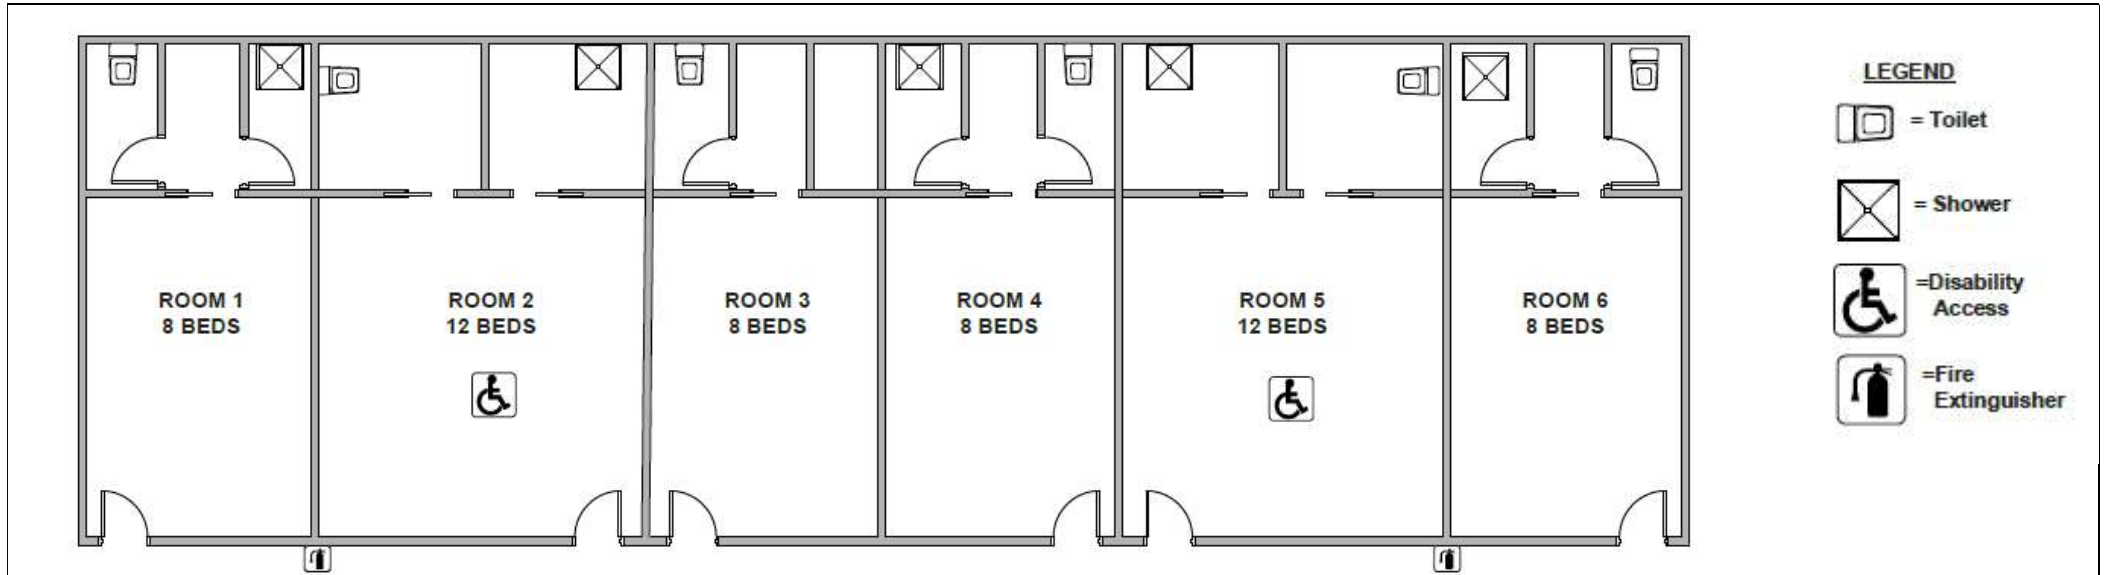 LEGEND
= Toilet
= Shower
=Disability
Access
=Fire
Extinguisher
ROOM 1
8 BEDS
ROOM 2
12 BEDS
ROOM 3
8 BEDS
ROOM 4
8 BEDS
ROOM 5
12 BEDS
ROOM 6
8 BEDS